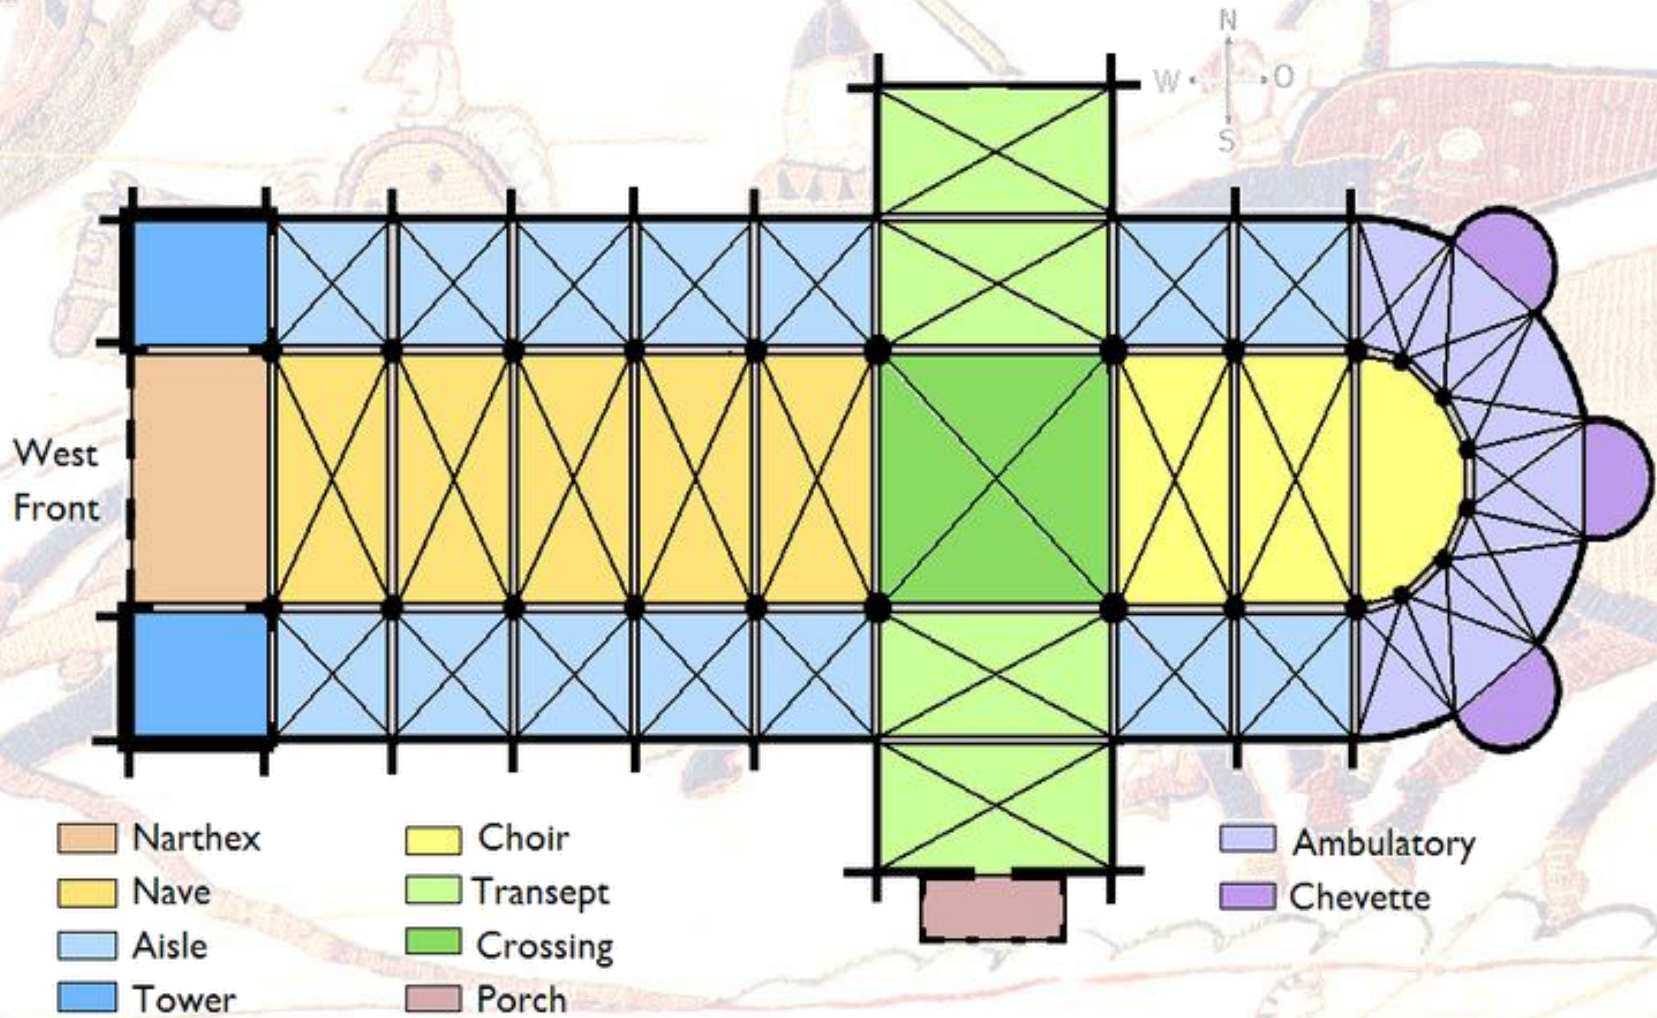 N
W O
S
West
Front
Narthex
Nave
Aisle
Tower
Choir
Transept
Crossing
Porch
Ambulatory
Chevette